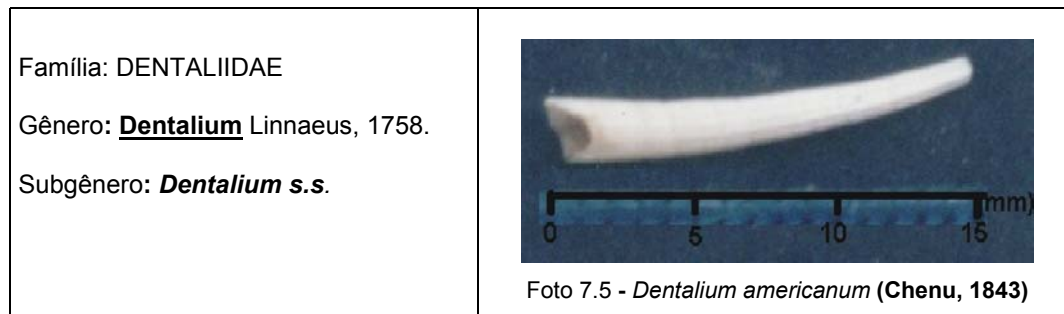 Família: DENTALIIDAE
Gênero: Dentalium Linnaeus, 1758.
Subgênero: Dentalium s.s.
mm)
0 5 10 15
Foto 7.5 - Dentalium americanum (Chenu, 1843)